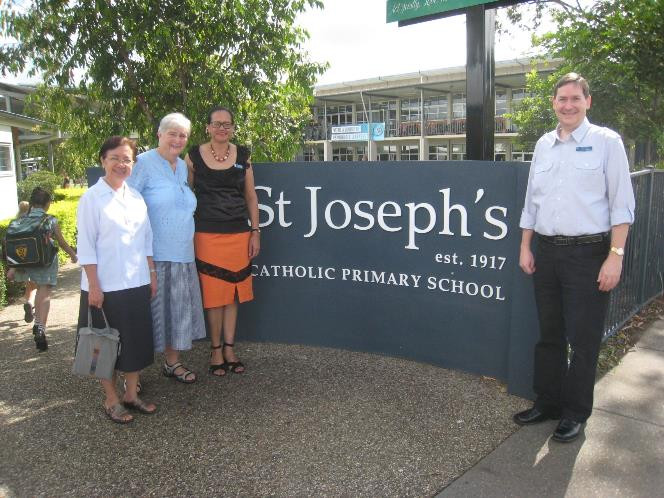 St Joseph's
est. 1917
CATHOLIC PRIMARY SCHOOL